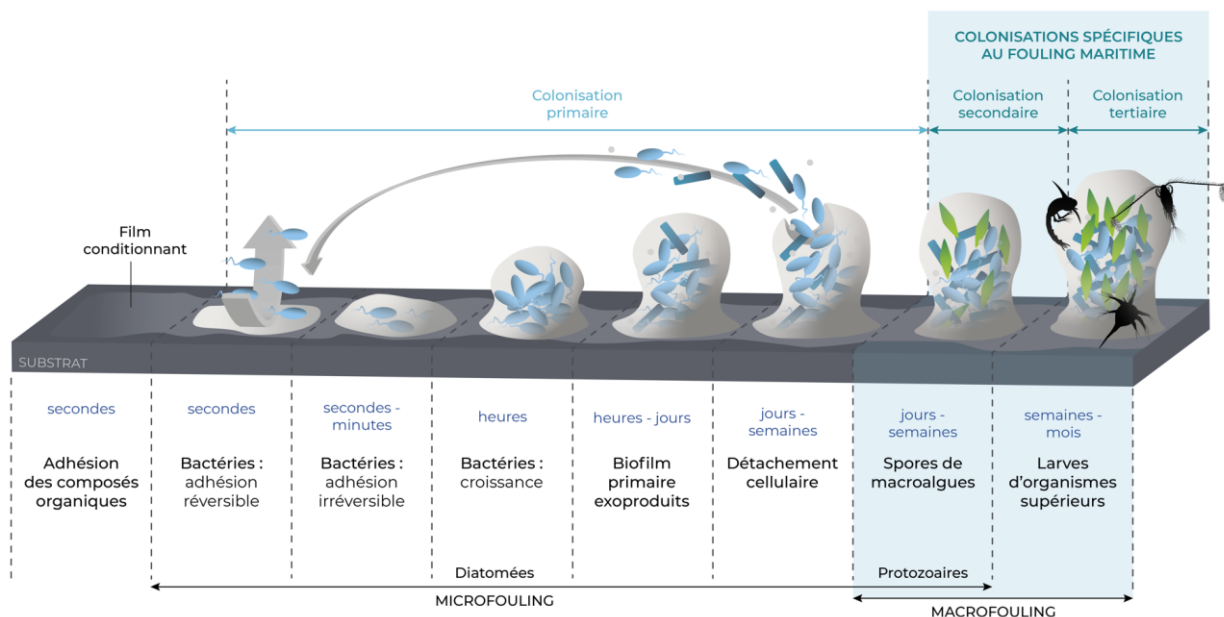 COLONISATIONS SPÉCIFIQUES
AU FOULING MARITIME
Colonisation
primaire
Colonisation
secondaire
Colonisation
tertiaire
Film
conditionnant
SUBSTRAT
secondes
Adhésion
des composés
organiques
secondes
Bactéries :
adhésion
réversible
secondes -
minutes
Bactéries :
adhésion
irréversible
heures
Bactéries :
croissance
heures - jours
Biofilm
primaire
exoproduits
jours -
semaines
Détachement
cellulaire
jours -
semaines
Spores de
macroalgues
semaines -
mois
Larves
d'organismes
supérieurs
Diatomées
Protozoaires
MICROFOULING
MACROFOULING